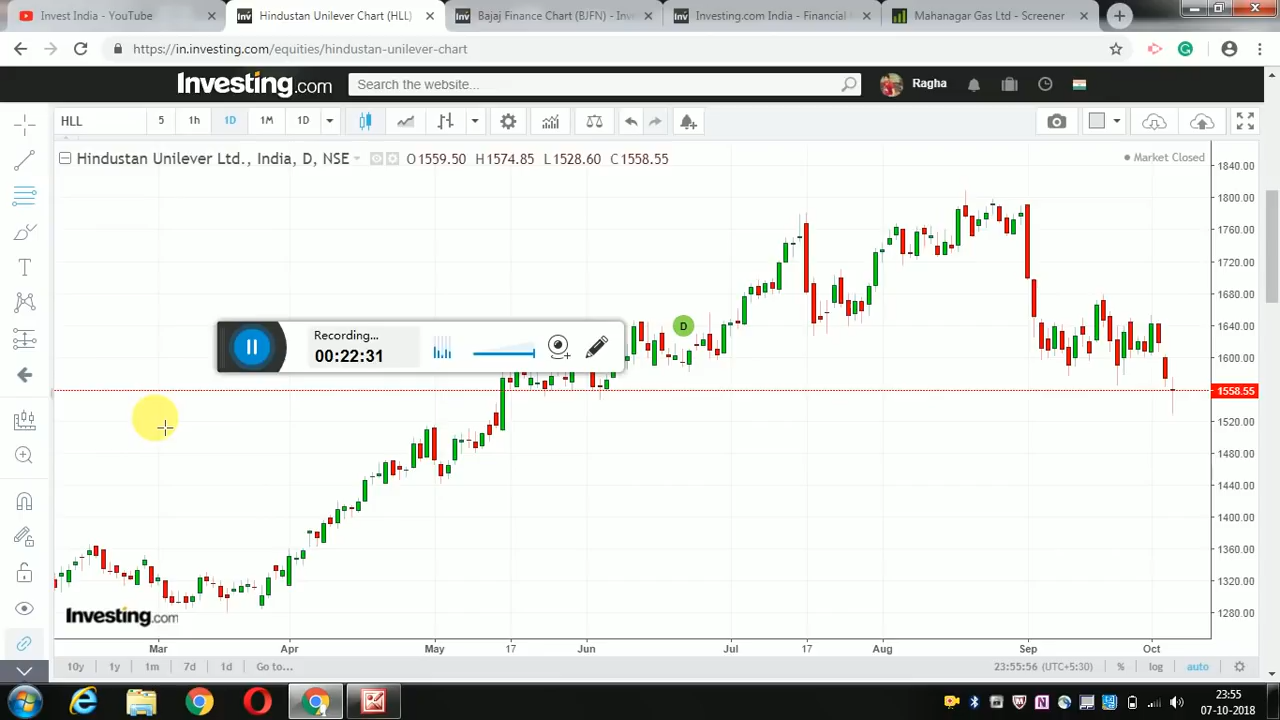 Invest India - YouTube
Hindustan Unilever Chart (HLL)
Bajaj Finance Chart (BJFN) - Inv
Investing.com India - Financial
Mahanagar Gas Ltd - Screener
https://in.investing.com/equities/hindustan-unilever-chart
Investing.com
Search the website...
Ragha
HLL
5
1h
1D
1M
1D
Hindustan Unilever Ltd., India, D, NSE
O1559.50 H1574.85 L1528.60 C1558.55
Market Closed
1840.00
1800.00
1760.00
1720.00
1680.00
1640.00
1600.00
1558.55
1520.00
1480.00
1440.00
1400.00
1360.00
1320.00
1280.00
D
Recording...
00:22:31
Investing.com
Mar
Apr
May
17
Jun
Jul
17
Aug
Sep
Oct
10y
1y
1m
7d
1d
Go to...
23:55:56 (UTC+5:30)
%
log
auto
23:55
07-10-2018